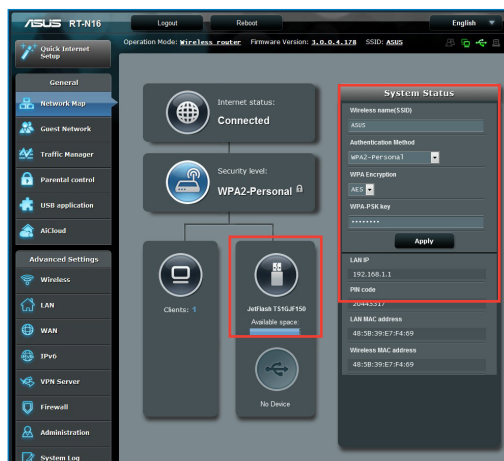 ASUS RT-N16
Logout
Reboot
English
Operation Mode: Wireless router Firmware Version: 3.0.0.4.178 SSID: ASUS
Quick Internet
Setup
General
Network Map
Guest Network
Traffic Manager
Parental control
USB application
AiCloud
Advanced Settings
Wireless
LAN
WAN
IPv6
VPN Server
Firewall
Administration
System Log
Internet status:
Connected
Security level:
WPA2-Personal
Clients: 1
JetFlash TS1GJF150
Available space:
No Device
System Status
Wireless name(SSID)
ASUS
Authentication Method
WPA2-Personal
WPA Encryption
AES
WPA-PSK key
········
Apply
LAN IP
192.168.1.1
PIN code
20445317
LAN MAC address
48:5B:39:E7:F4:69
Wireless MAC address
48:5B:39:E7:F4:69